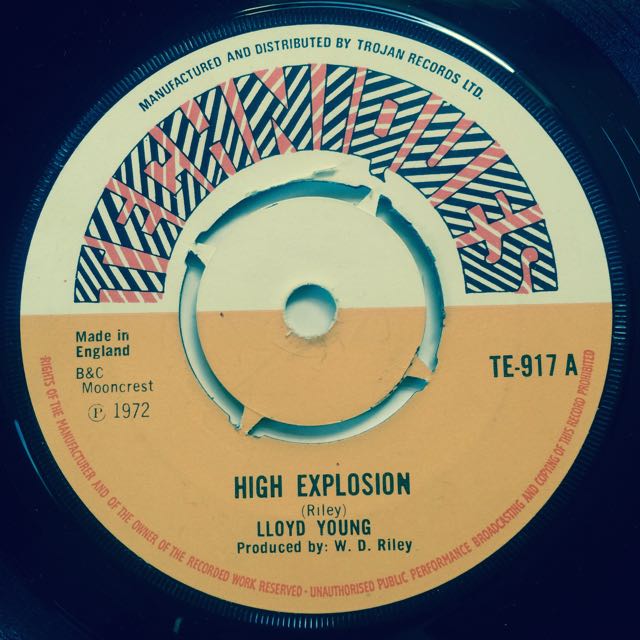 MANUFACTURED AND DISTRIBUTED BY TROJAN RECORDS LTD.
TECHNIQUES
Made in
England
B&C
Mooncrest
℗ 1972
TE-917 A
HIGH EXPLOSION
(Riley)
LLOYD YOUNG
Produced by: W. D. Riley
RIGHTS OF THE MANUFACTURER AND OF THE OWNER OF THE RECORDED WORK RESERVED · UNAUTHORISED PUBLIC PERFORMANCE BROADCASTING AND COPYING OF THIS RECORD PROHIBITED